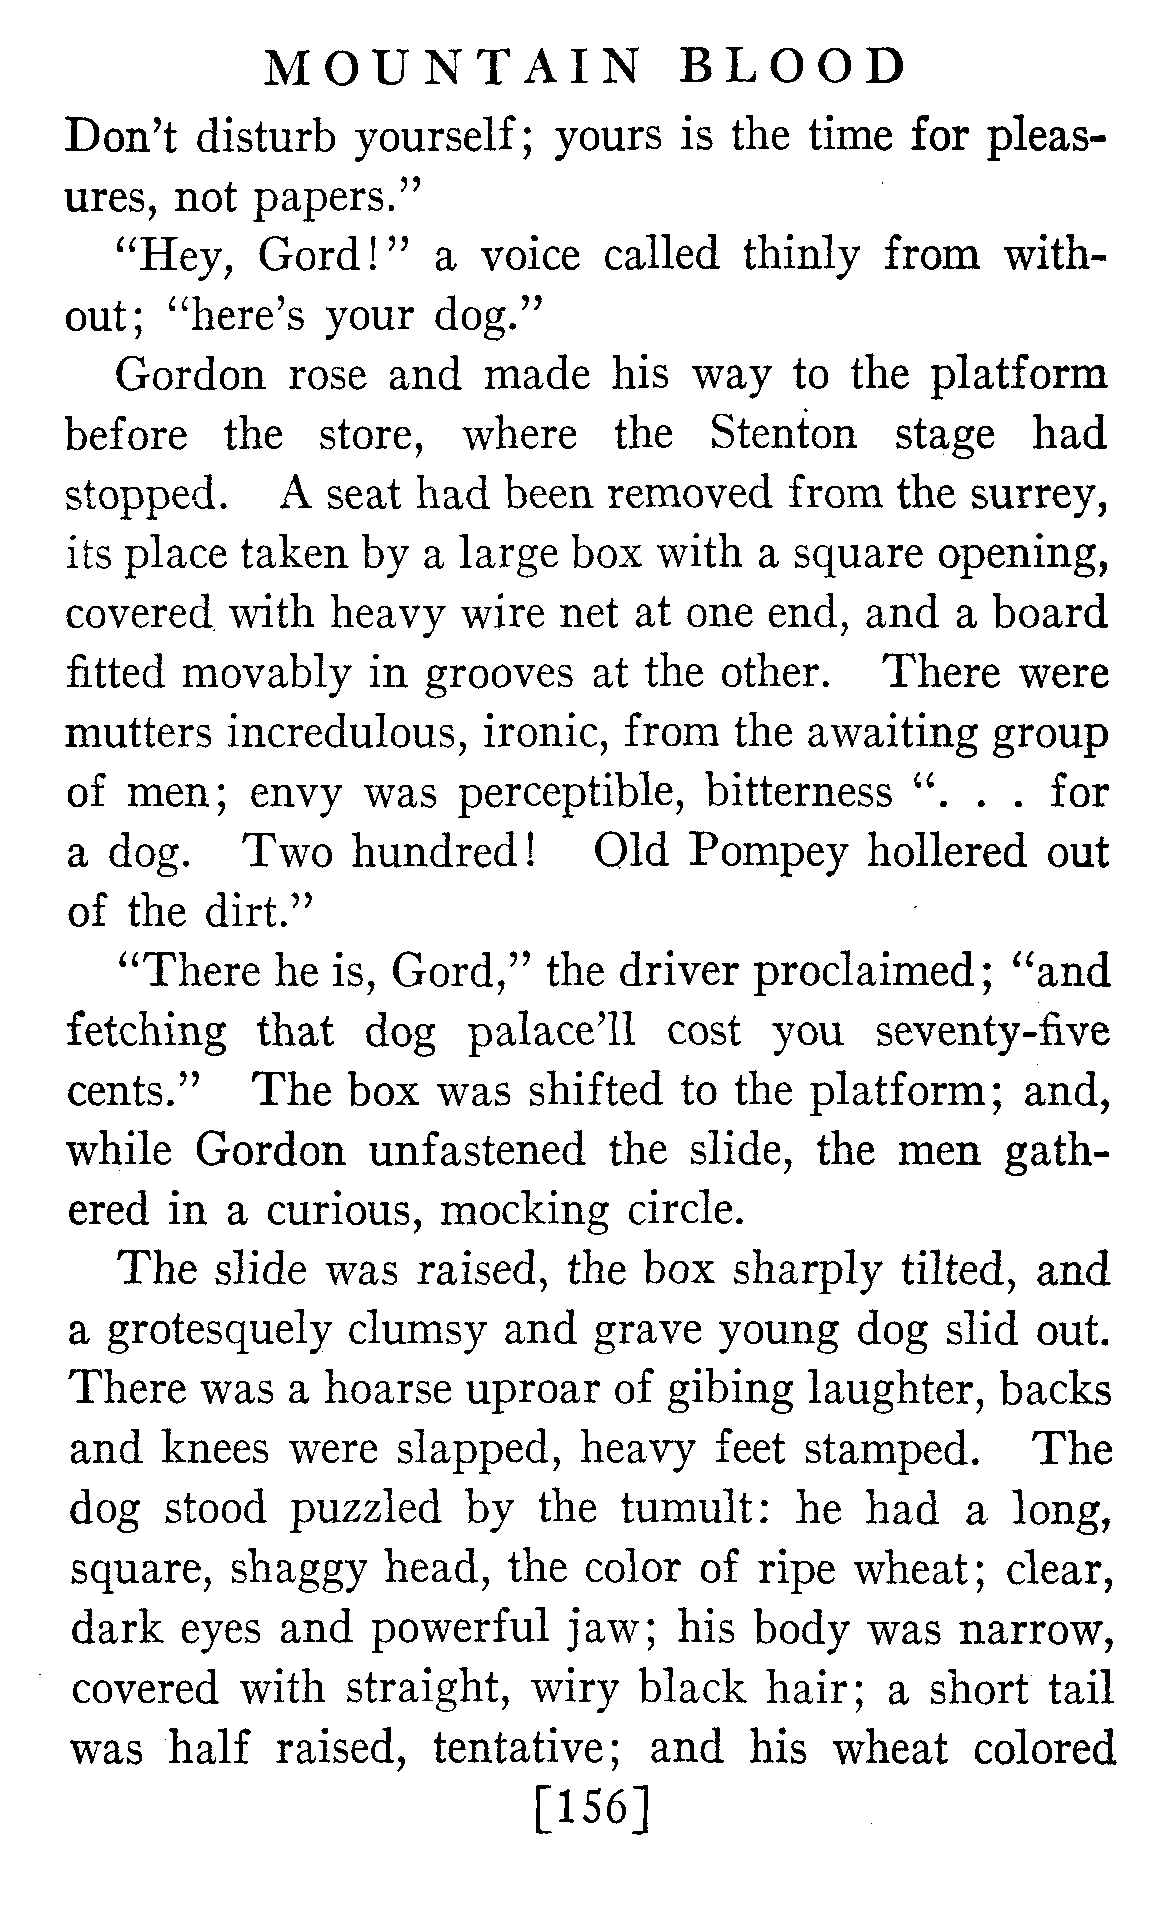 MOUNTAIN BLOOD
Don't disturb yourself; yours is the time for pleas-
ures, not papers.”
“Hey, Gord!” a voice called thinly from with-
out; “here's your dog.”
Gordon rose and made his way to the platform
before the store, where the Stenton stage had
stopped. A seat had been removed from the surrey,
its place taken by a large box with a square opening,
covered with heavy wire net at one end, and a board
fitted movably in grooves at the other. There were
mutters incredulous, ironic, from the awaiting group
of men; envy was perceptible, bitterness “. . . for
a dog. Two hundred! Old Pompey hollered out
of the dirt.”
“There he is, Gord,” the driver proclaimed; “and
fetching that dog palace'll cost you seventy-five
cents.” The box was shifted to the platform; and,
while Gordon unfastened the slide, the men gath-
ered in a curious, mocking circle.
The slide was raised, the box sharply tilted, and
a grotesquely clumsy and grave young dog slid out.
There was a hoarse uproar of gibing laughter, backs
and knees were slapped, heavy feet stamped. The
dog stood puzzled by the tumult: he had a long,
square, shaggy head, the color of ripe wheat; clear,
dark eyes and powerful jaw; his body was narrow,
covered with straight, wiry black hair; a short tail
was half raised, tentative; and his wheat colored
[156]